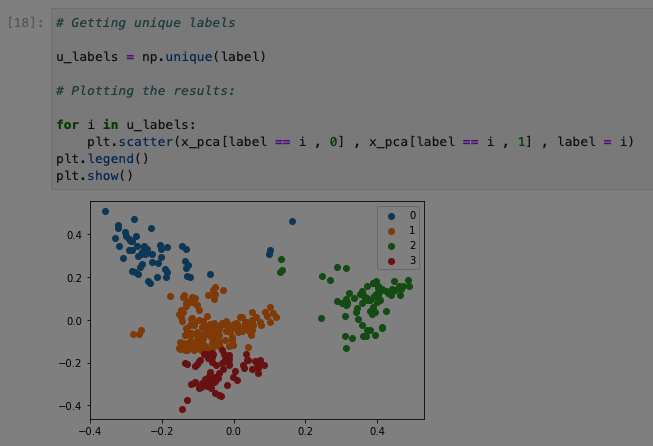 [18]: # Getting unique labels
u_labels = np.unique(label)
# Plotting the results:
for i in u_labels:
plt.scatter(x_pca[label == i , 0] , x_pca[label == i , 1] , label = i)
plt.legend()
plt.show()
0
1
2
3
0.4
0.2
0.0
−0.2
−0.4
−0.4 −0.2 0.0 0.2 0.4